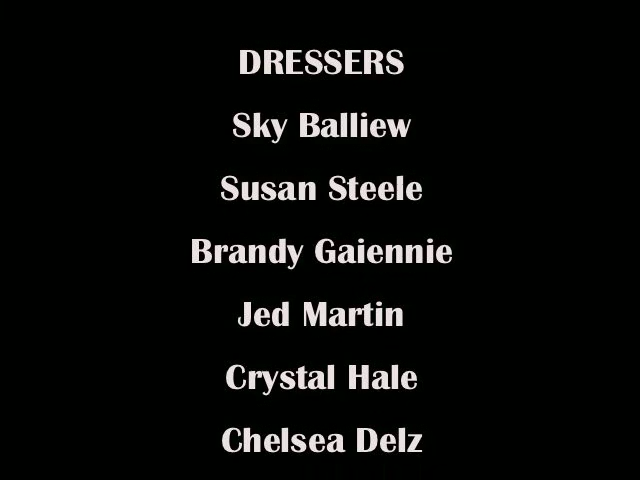 DRESSERS
Sky Balliew
Susan Steele
Brandy Gaiennie
Jed Martin
Crystal Hale
Chelsea Delz